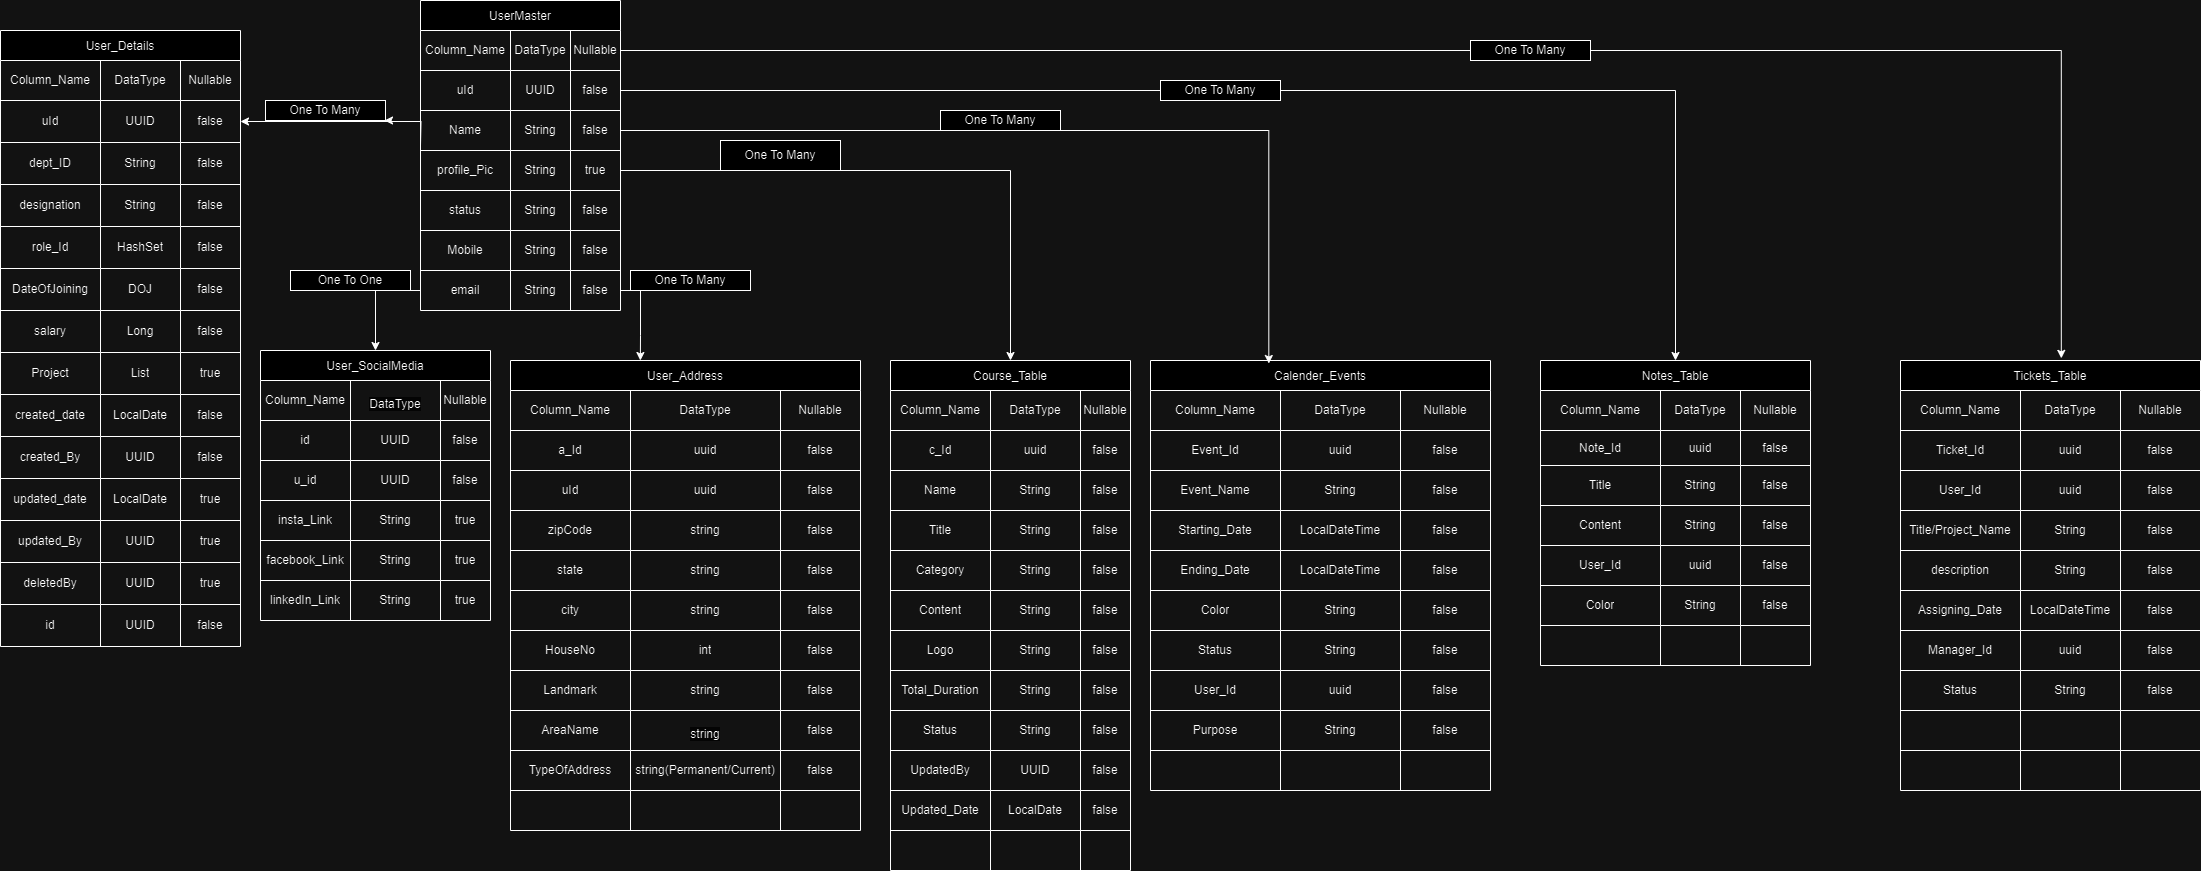 UserMaster
Column_Name DataType Nullable
uId UUID false
Name String false
profile_Pic String true
status String false
Mobile String false
email String false
One To Many
One To Many
One To Many
One To Many
One To Many
One To One
One To Many
User_Details
Column_Name DataType Nullable
uId UUID false
dept_ID String false
designation String false
role_Id HashSet false
DateOfJoining DOJ false
salary Long false
Project List true
created_date LocalDate false
created_By UUID false
updated_date LocalDate true
updated_By UUID true
deletedBy UUID true
id UUID false
User_SocialMedia
Column_Name DataType Nullable
id UUID false
u_id UUID false
insta_Link String true
facebook_Link String true
linkedIn_Link String true
User_Address
Column_Name DataType Nullable
a_Id uuid false
uId uuid false
zipCode string false
state string false
city string false
HouseNo int false
Landmark string false
AreaName string false
TypeOfAddress string(Permanent/Current) false
Course_Table
Column_Name DataType Nullable
c_Id uuid false
Name String false
Title String false
Category String false
Content String false
Logo String false
Total_Duration String false
Status String false
UpdatedBy UUID false
Updated_Date LocalDate false
Calender_Events
Column_Name DataType Nullable
Event_Id uuid false
Event_Name String false
Starting_Date LocalDateTime false
Ending_Date LocalDateTime false
Color String false
Status String false
User_Id uuid false
Purpose String false
Notes_Table
Column_Name DataType Nullable
Note_Id uuid false
Title String false
Content String false
User_Id uuid false
Color String false
Tickets_Table
Column_Name DataType Nullable
Ticket_Id uuid false
User_Id uuid false
Title/Project_Name String false
description String false
Assigning_Date LocalDateTime false
Manager_Id uuid false
Status String false